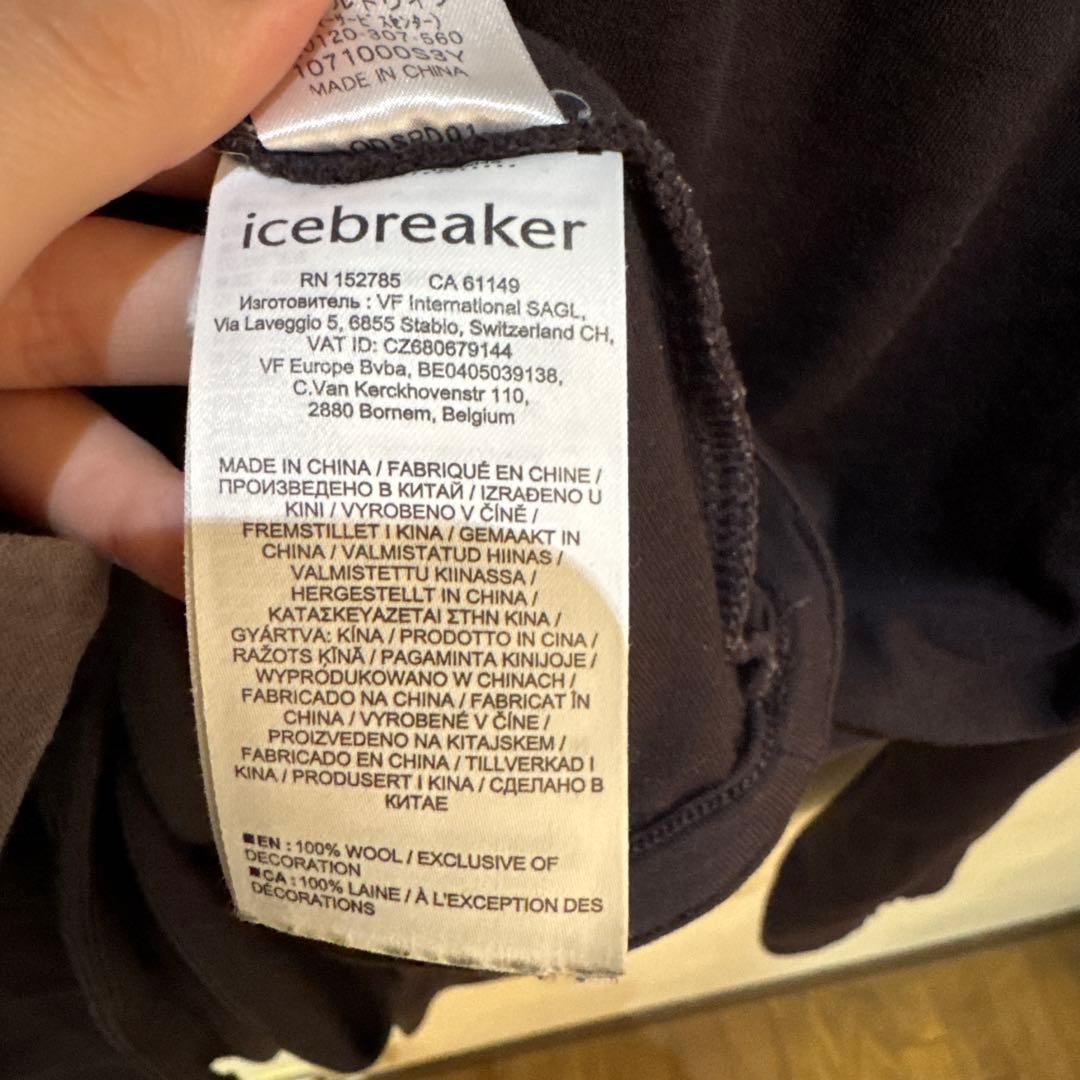 0120-307-560
1071000S3Y
MADE IN CHINA
icebreaker
RN 152785 CA 61149
Изготовитель : VF International SAGL,
Via Laveggio 5, 6855 Stabio, Switzerland CH,
VAT ID: CZ680679144
VF Europe Bvba, BE0405039138,
C.Van Kerckhovenstr 110,
2880 Bornem, Belgium
MADE IN CHINA / FABRIQUÉ EN CHINE /
ПРОИЗВЕДЕНО В КИТАЙ / IZRAĐENO U
KINI / VYROBENO V ČÍNĚ /
FREMSTILLET I KINA / GEMAAKT IN
CHINA / VALMISTATUD HIINAS /
VALMISTETTU KIINASSA /
HERGESTELLT IN CHINA /
ΚΑΤΑΣΚΕΥΑΖΕΤΑΙ ΣΤΗΝ ΚΙΝΑ /
GYÁRTVA: KÍNA / PRODOTTO IN CINA /
RAŽOTS ĶĪNĀ / PAGAMINTA KINIJOJE /
WYPRODUKOWANO W CHINACH /
FABRICADO NA CHINA / FABRICAT ÎN
CHINA / VYROBENÉ V ČÍNE /
PROIZVEDENO NA KITAJSKEM /
FABRICADO EN CHINA / TILLVERKAD I
KINA / PRODUSERT I KINA / СДЕЛАНО В
КИТАЕ
■EN : 100% WOOL / EXCLUSIVE OF
DECORATION
■CA : 100% LAINE / À L'EXCEPTION DES
DÉCORATIONS